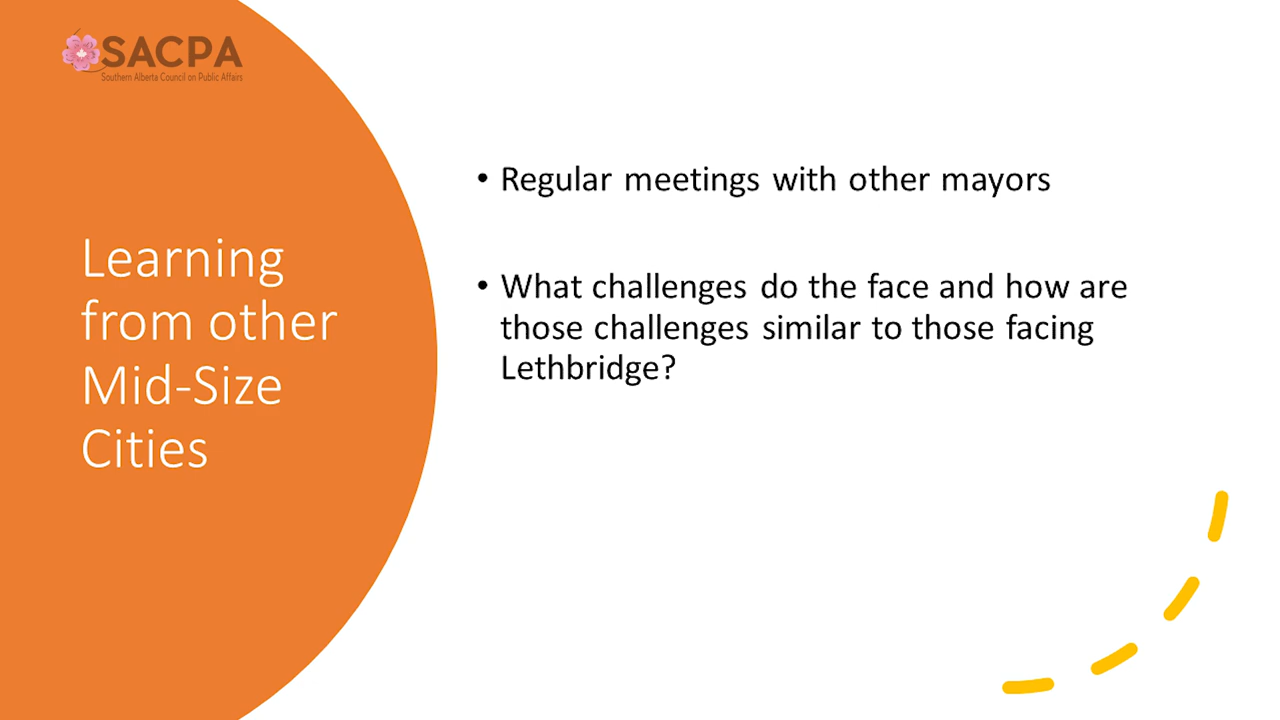 SACPA
Southern Alberta Council on Public Affairs
Learning
from other
Mid-Size
Cities
• Regular meetings with other mayors
• What challenges do the face and how are
those challenges similar to those facing
Lethbridge?